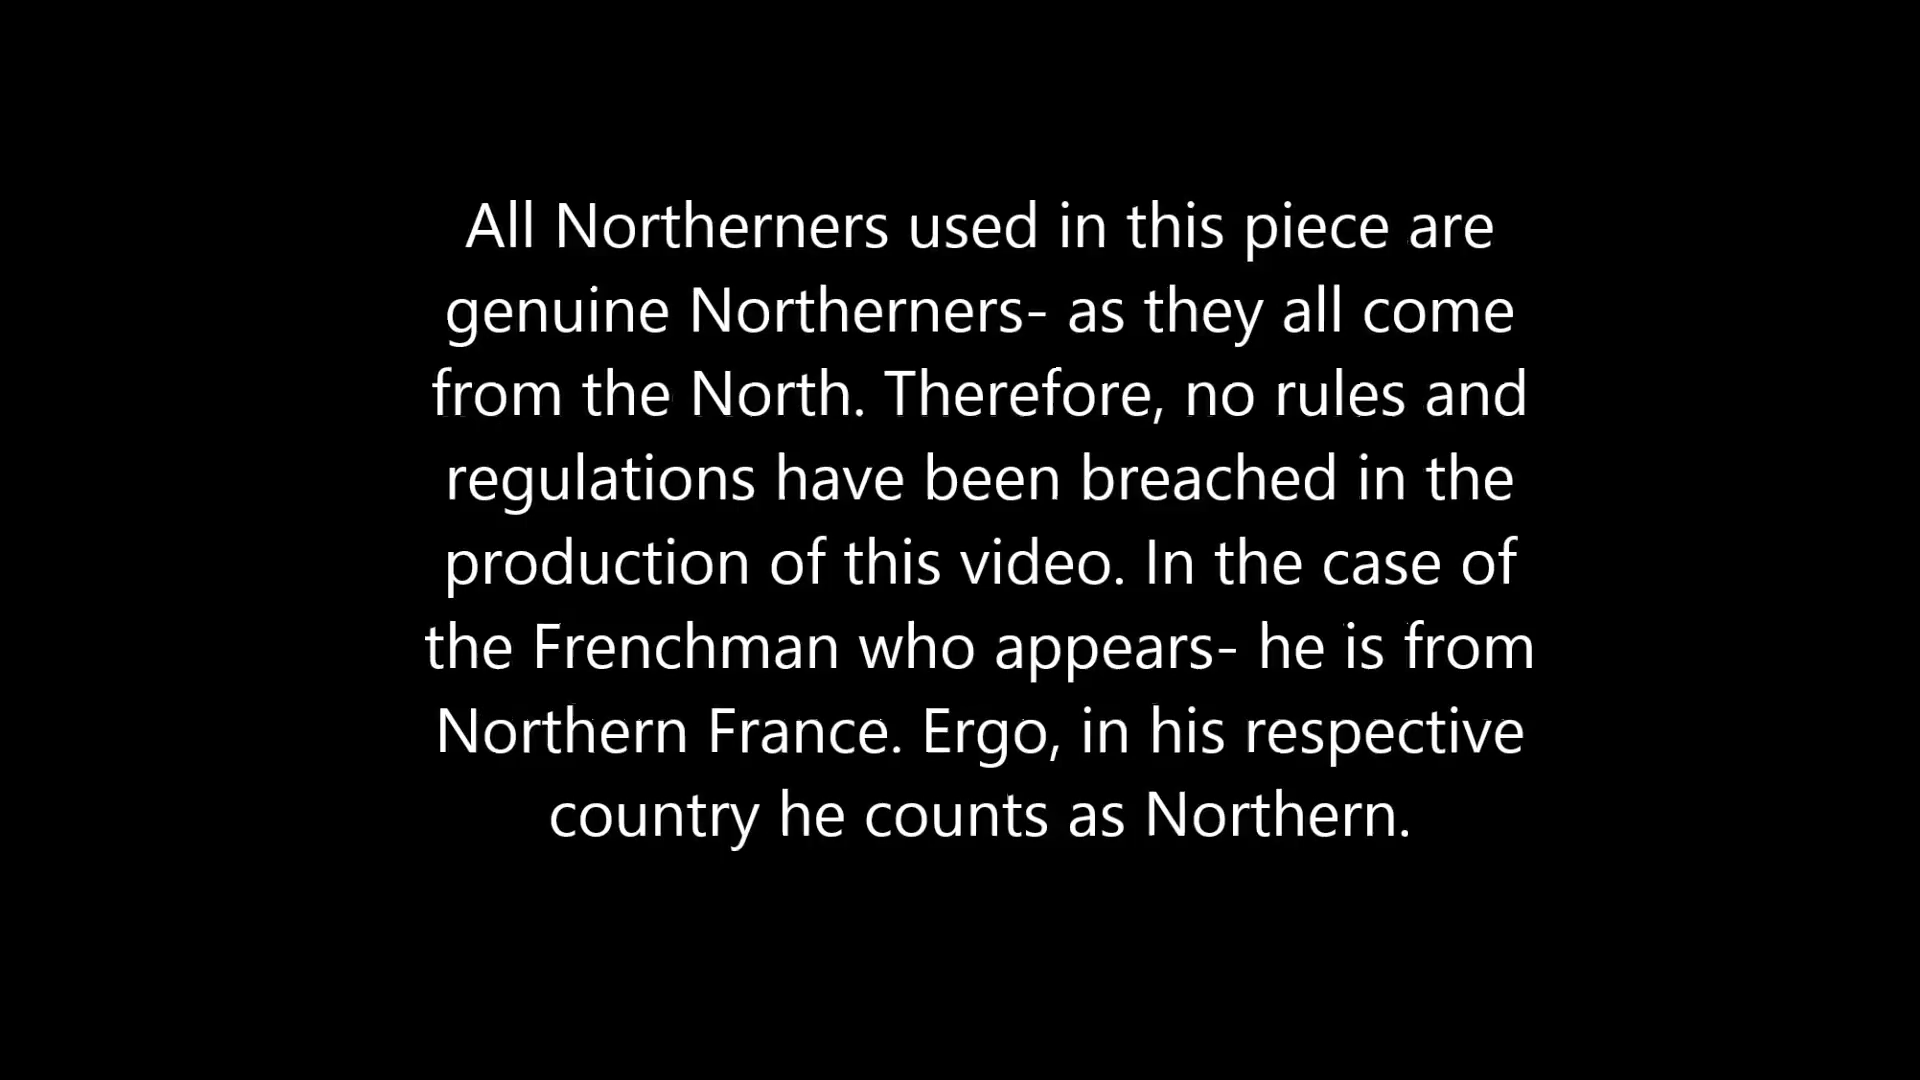 All Northerners used in this piece are
genuine Northerners- as they all come
from the North. Therefore, no rules and
regulations have been breached in the
production of this video. In the case of
the Frenchman who appears- he is from
Northern France. Ergo, in his respective
country he counts as Northern.